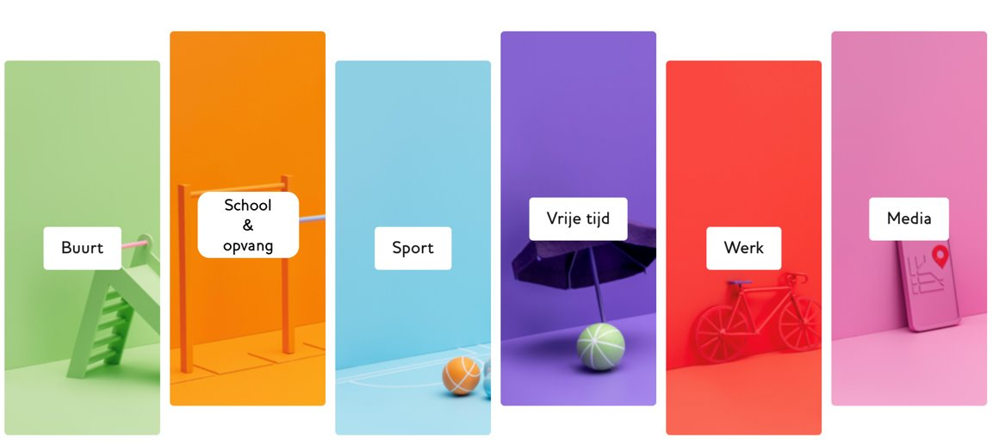 Buurt
School
&
opvang
Sport
Vrije tijd
Werk
Media